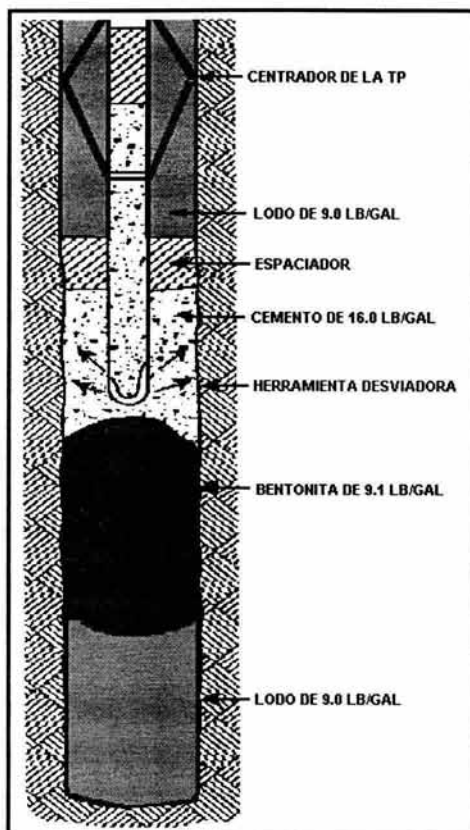 CENTRADOR DE LA TP
LODO DE 9.0 LB/GAL
ESPACIADOR
CEMENTO DE 16.0 LB/GAL
HERRAMIENTA DESVIADORA
BENTONITA DE 9.1 LB/GAL
LODO DE 9.0 LB/GAL